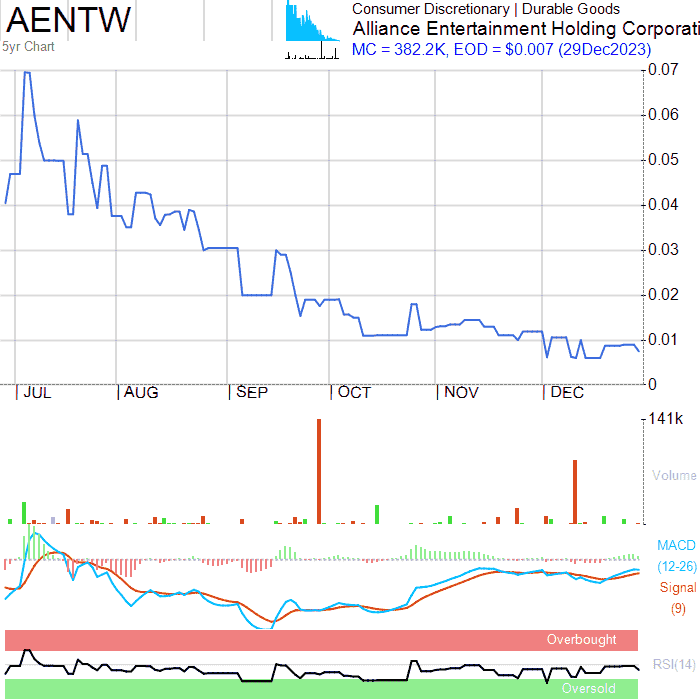 AENTW
5yr Chart
Consumer Discretionary | Durable Goods
Alliance Entertainment Holding Corporati
MC = 382.2K, EOD = $0.007 (29Dec2023)
0.07
0.06
0.05
0.04
0.03
0.02
0.01
0
JUL AUG SEP OCT NOV DEC
141k
Volume
MACD
(12-26)
Signal
(9)
Overbought
RSI(14)
Oversold